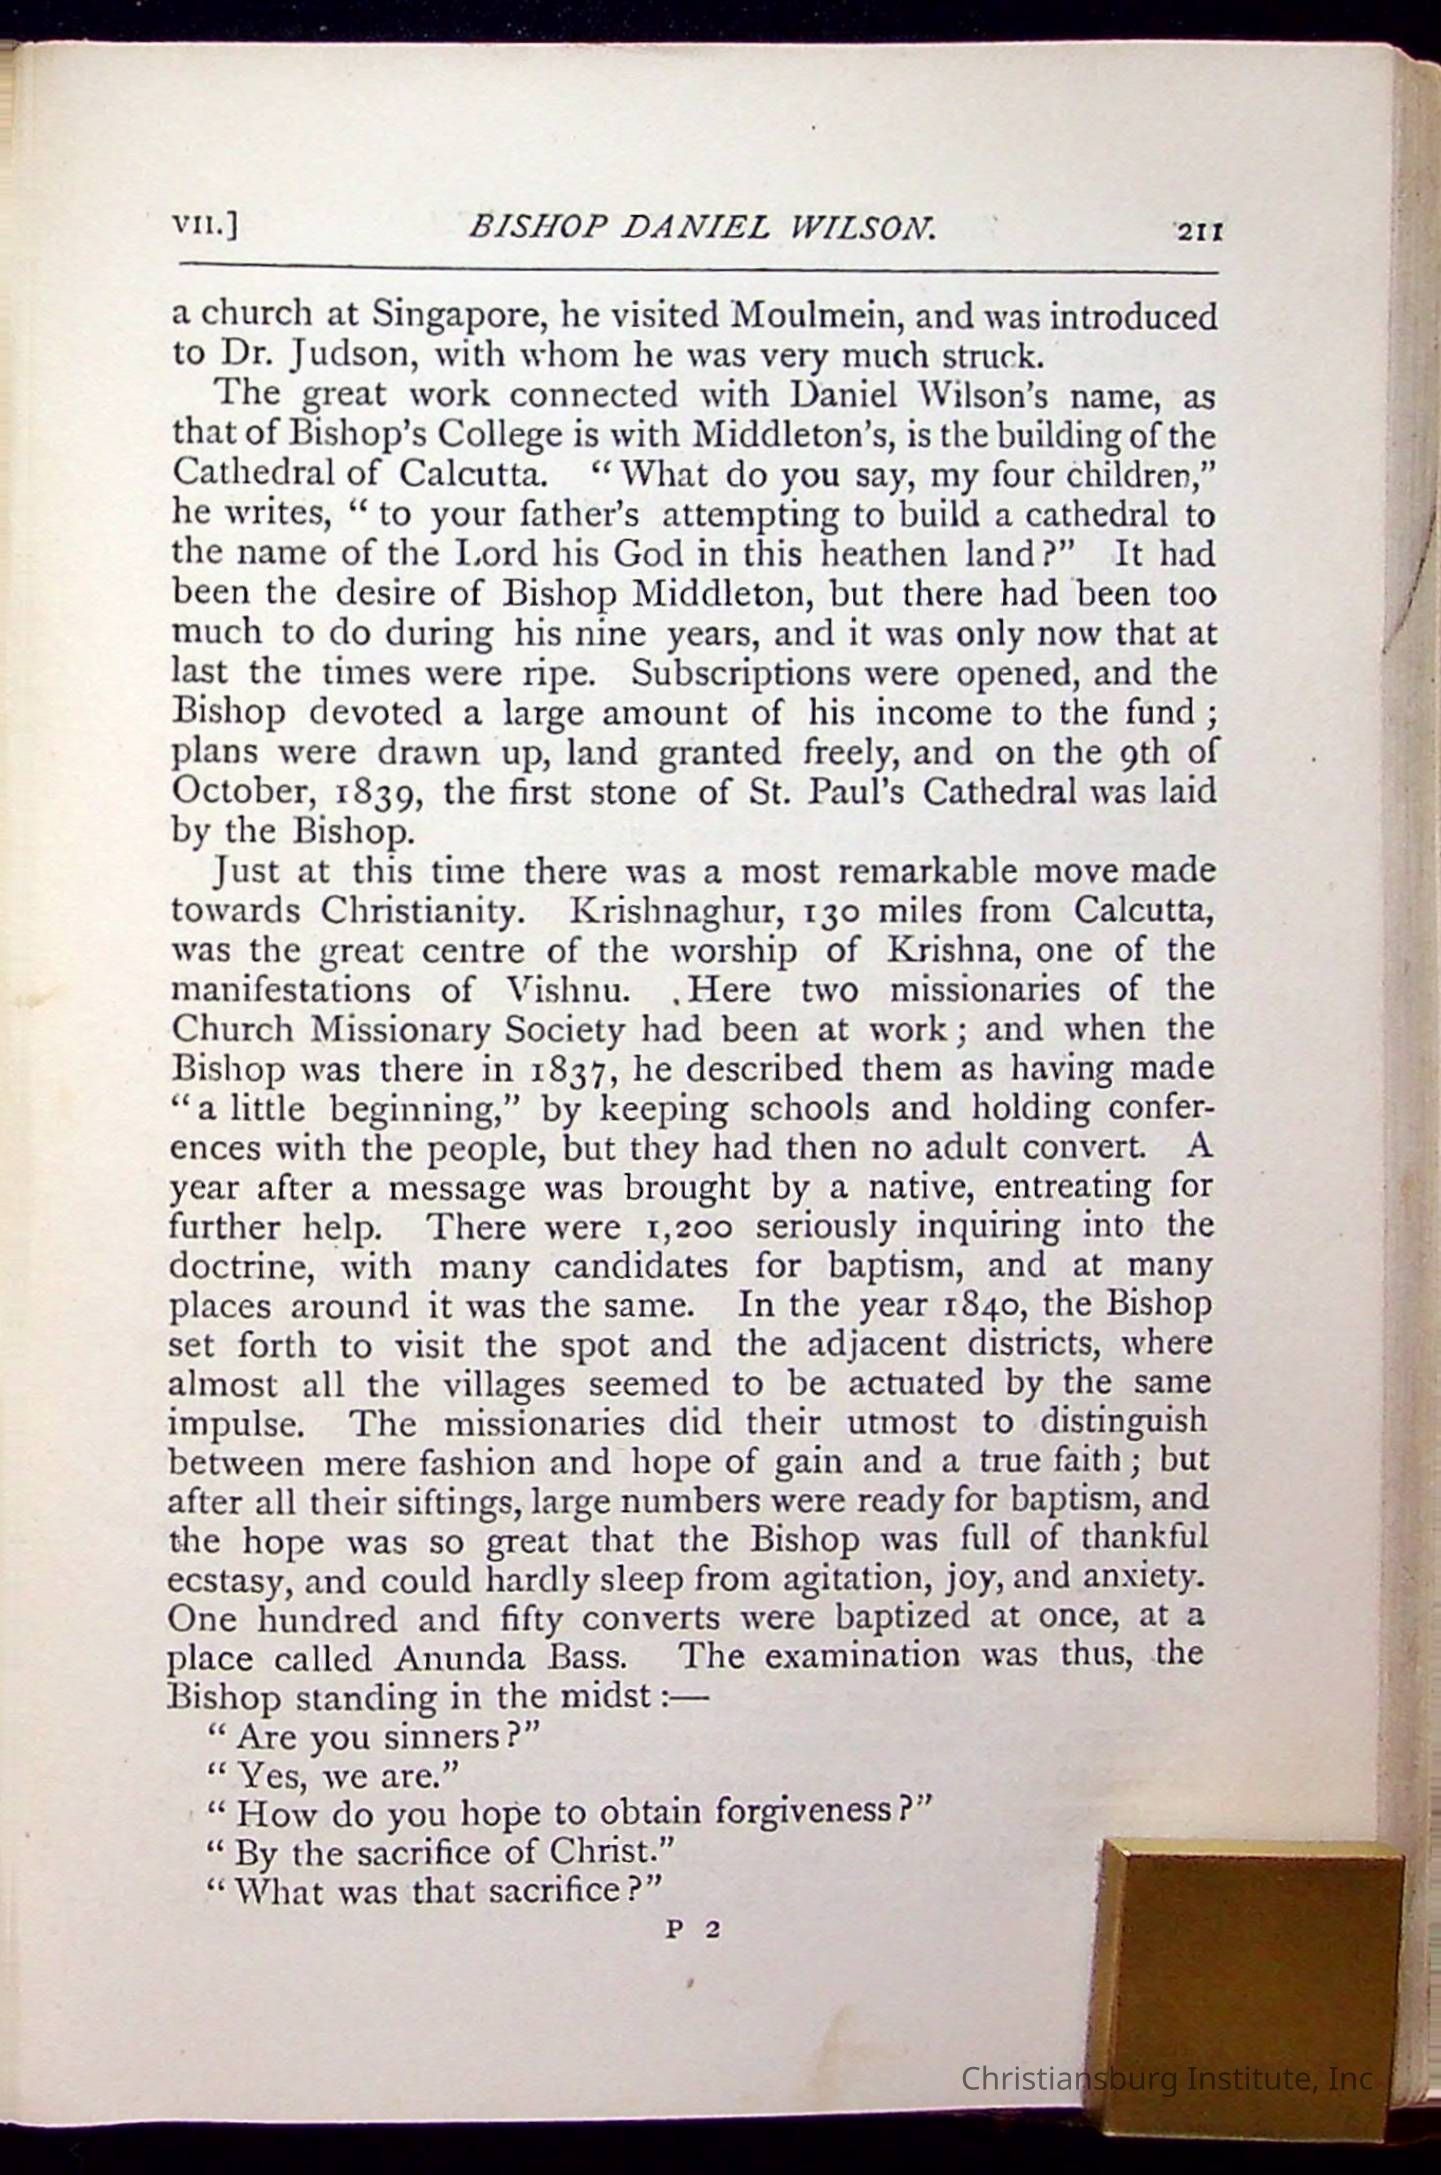 VII.] BISHOP DANIEL WILSON. 211
a church at Singapore, he visited Moulmein, and was introduced
to Dr. Judson, with whom he was very much struck.
The great work connected with Daniel Wilson's name, as
that of Bishop's College is with Middleton's, is the building of the
Cathedral of Calcutta. “What do you say, my four children,”
he writes, “to your father's attempting to build a cathedral to
the name of the Lord his God in this heathen land?” It had
been the desire of Bishop Middleton, but there had been too
much to do during his nine years, and it was only now that at
last the times were ripe. Subscriptions were opened, and the
Bishop devoted a large amount of his income to the fund;
plans were drawn up, land granted freely, and on the 9th of
October, 1839, the first stone of St. Paul's Cathedral was laid
by the Bishop.
Just at this time there was a most remarkable move made
towards Christianity. Krishnaghur, 130 miles from Calcutta,
was the great centre of the worship of Krishna, one of the
manifestations of Vishnu. Here two missionaries of the
Church Missionary Society had been at work; and when the
Bishop was there in 1837, he described them as having made
“a little beginning,” by keeping schools and holding confer-
ences with the people, but they had then no adult convert. A
year after a message was brought by a native, entreating for
further help. There were 1,200 seriously inquiring into the
doctrine, with many candidates for baptism, and at many
places around it was the same. In the year 1840, the Bishop
set forth to visit the spot and the adjacent districts, where
almost all the villages seemed to be actuated by the same
impulse. The missionaries did their utmost to distinguish
between mere fashion and hope of gain and a true faith; but
after all their siftings, large numbers were ready for baptism, and
the hope was so great that the Bishop was full of thankful
ecstasy, and could hardly sleep from agitation, joy, and anxiety.
One hundred and fifty converts were baptized at once, at a
place called Anunda Bass. The examination was thus, the
Bishop standing in the midst:—
“Are you sinners?”
“Yes, we are.”
“How do you hope to obtain forgiveness?”
“By the sacrifice of Christ.”
“What was that sacrifice?”
P 2
Christiansburg Institute, Inc